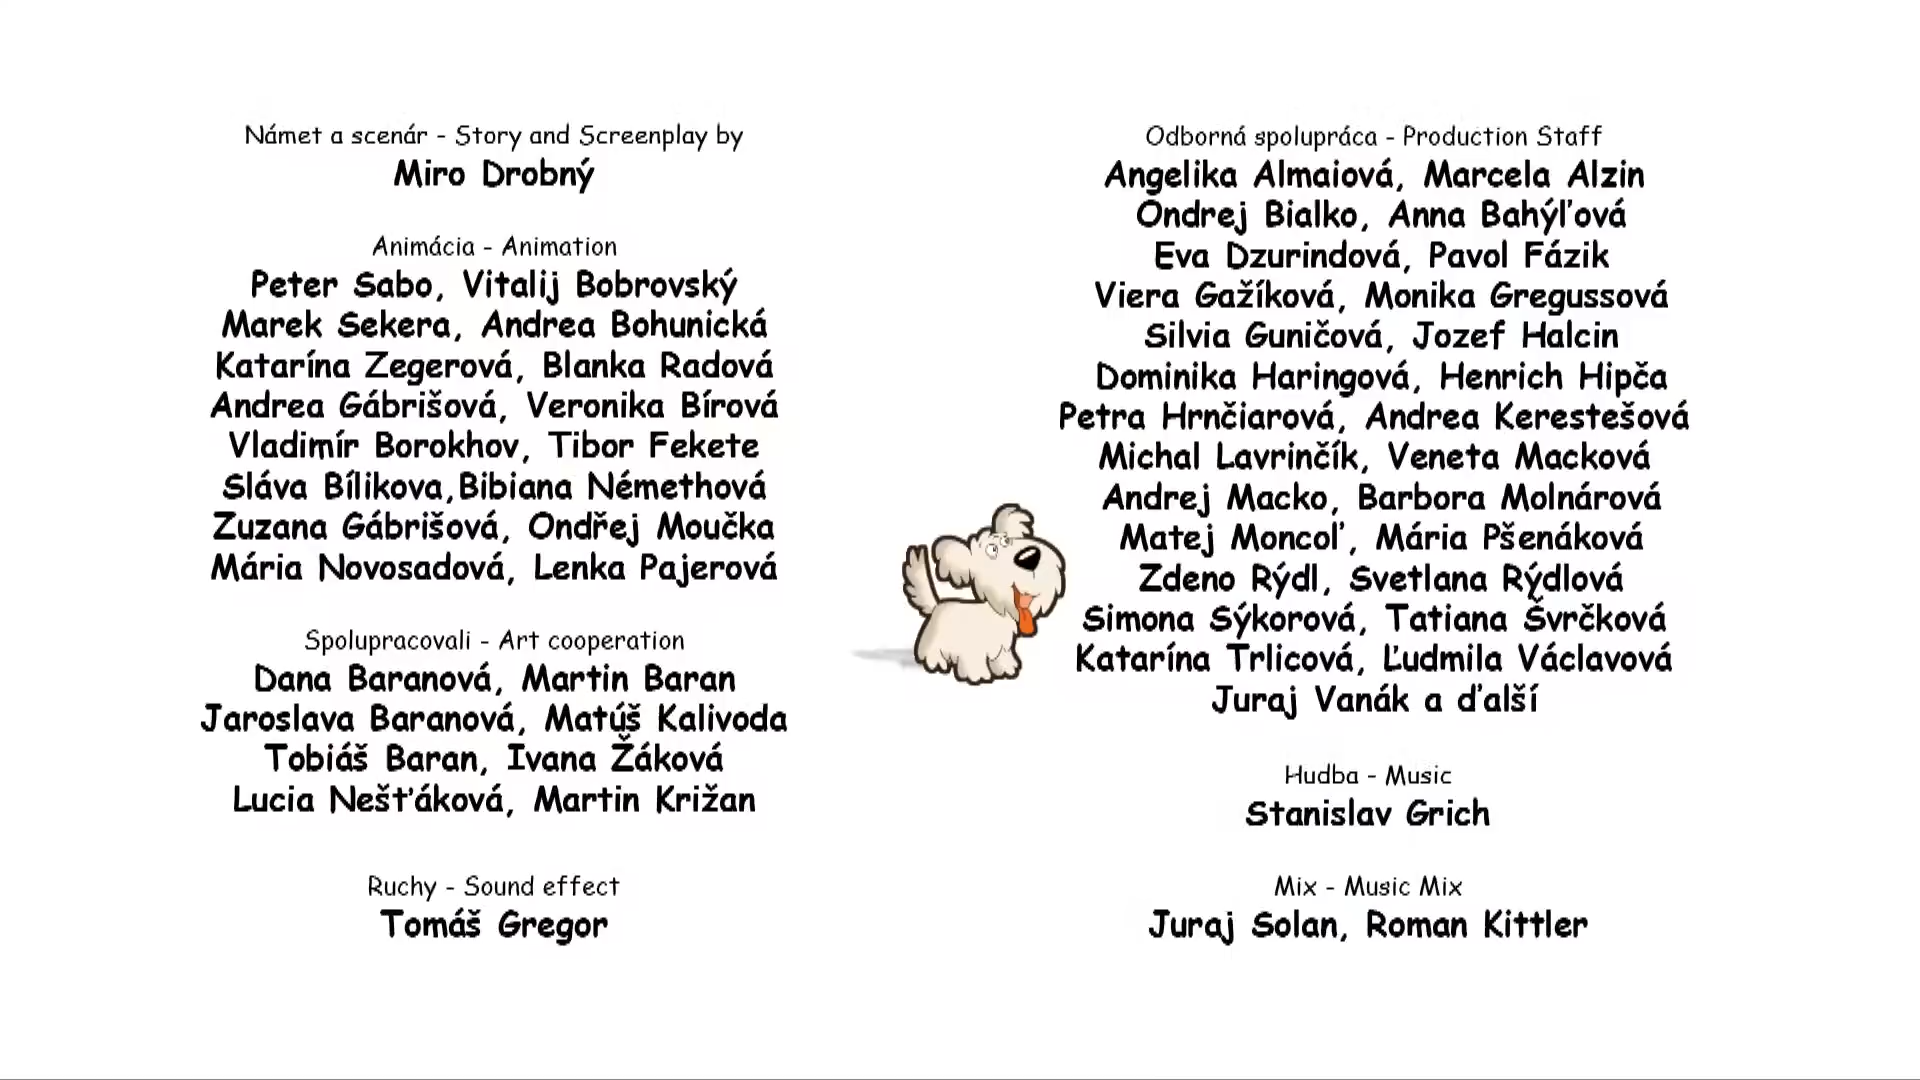 Námet a scenár - Story and Screenplay by
Miro Drobný
Animácia - Animation
Peter Sabo, Vitalij Bobrovský
Marek Sekera, Andrea Bohunická
Katarína Zegerová, Blanka Radová
Andrea Gábrišová, Veronika Bírová
Vladimír Borokhov, Tibor Fekete
Sláva Bílikova,Bibiana Némethová
Zuzana Gábrišová, Ondřej Moučka
Mária Novosadová, Lenka Pajerová
Spolupracovali - Art cooperation
Dana Baranová, Martin Baran
Jaroslava Baranová, Matúš Kalivoda
Tobiáš Baran, Ivana Žáková
Lucia Nešťáková, Martin Križan
Ruchy - Sound effect
Tomáš Gregor
Odborná spolupráca - Production Staff
Angelika Almaiová, Marcela Alzin
Ondrej Bialko, Anna Bahýľová
Eva Dzurindová, Pavol Fázik
Viera Gažíková, Monika Gregussová
Silvia Guničová, Jozef Halcin
Dominika Haringová, Henrich Hipča
Petra Hrnčiarová, Andrea Kerestešová
Michal Lavrinčík, Veneta Macková
Andrej Macko, Barbora Molnárová
Matej Moncoľ, Mária Pšenáková
Zdeno Rýdl, Svetlana Rýdlová
Simona Sýkorová, Tatiana Švrčková
Katarína Trlicová, Ľudmila Václavová
Juraj Vanák a ďalší
Hudba - Music
Stanislav Grich
Mix - Music Mix
Juraj Solan, Roman Kittler